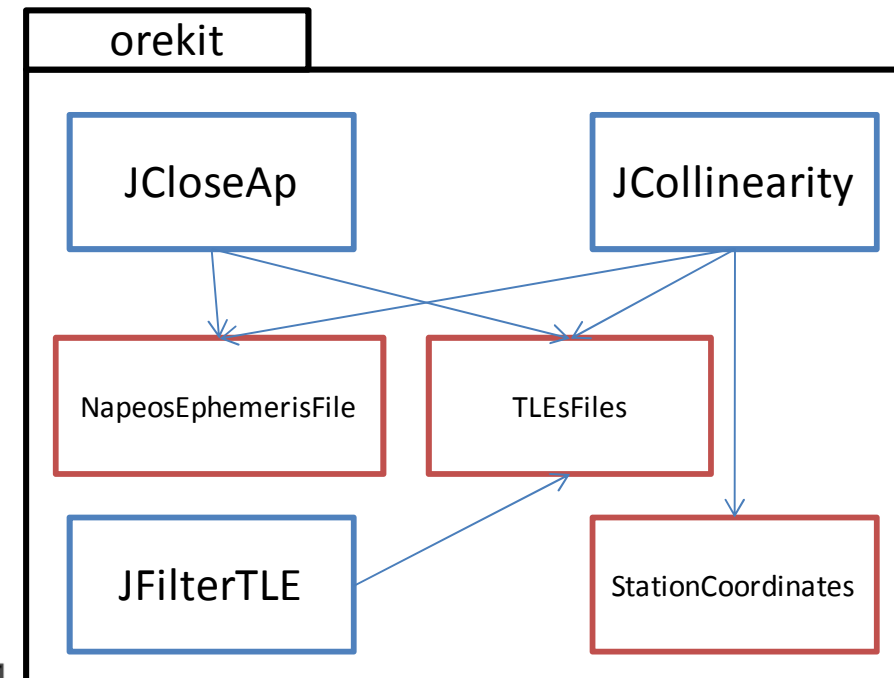 orekit
JCloseAp
JCollinearity
NapeosEphemerisFile
TLEsFiles
JFilterTLE
StationCoordinates